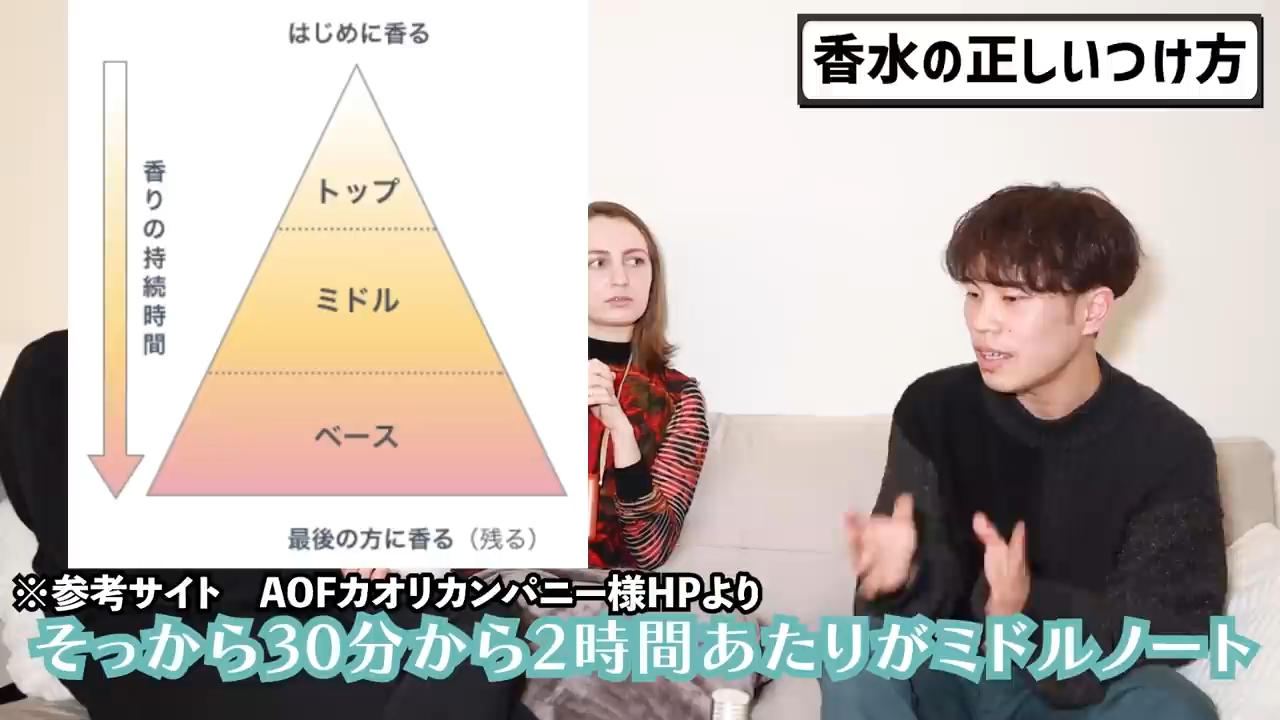 はじめに香る
香水の正しいつけ方
香りの持続時間
トップ
ミドル
ベース
最後の方に香る（残る）
※参考サイト　AOFカオリカンパニー様HPより
そっから30分から2時間あたりがミドルノート